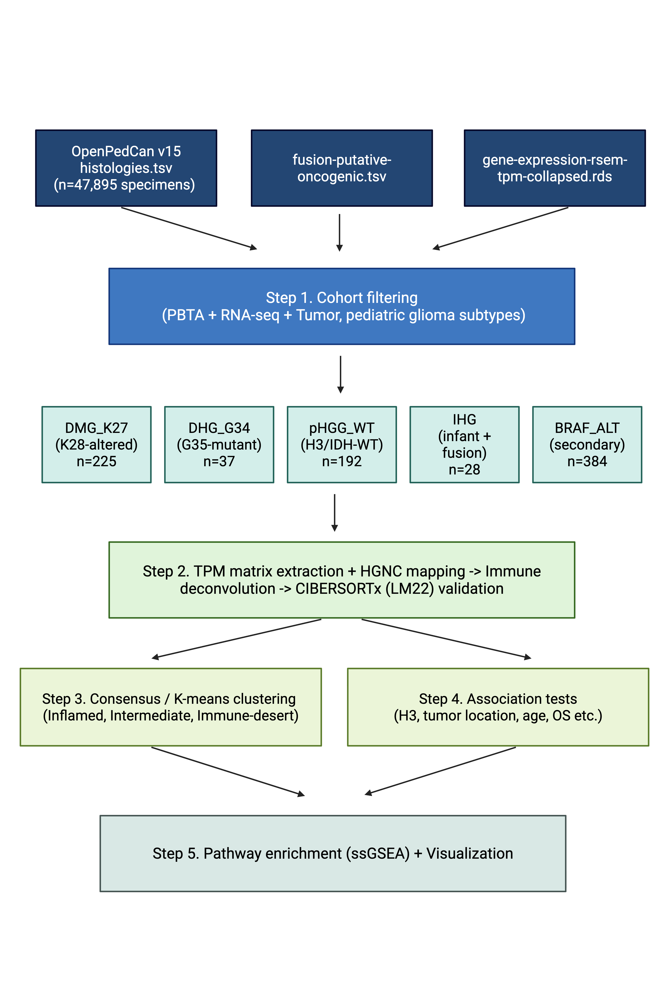 OpenPedCan v15
histologies.tsv
(n=47,895 specimens)
fusion-putative-
oncogenic.tsv
gene-expression-rsem-
tpm-collapsed.rds
Step 1. Cohort filtering
(PBTA + RNA-seq + Tumor, pediatric glioma subtypes)
DMG_K27
(K28-altered)
n=225
DHG_G34
(G35-mutant)
n=37
pHGG_WT
(H3/IDH-WT)
n=192
IHG
(infant +
fusion)
n=28
BRAF_ALT
(secondary)
n=384
Step 2. TPM matrix extraction + HGNC mapping -> Immune
deconvolution -> CIBERSORTx (LM22) validation
Step 3. Consensus / K-means clustering
(Inflamed, Intermediate, Immune-desert)
Step 4. Association tests
(H3, tumor location, age, OS etc.)
Step 5. Pathway enrichment (ssGSEA) + Visualization